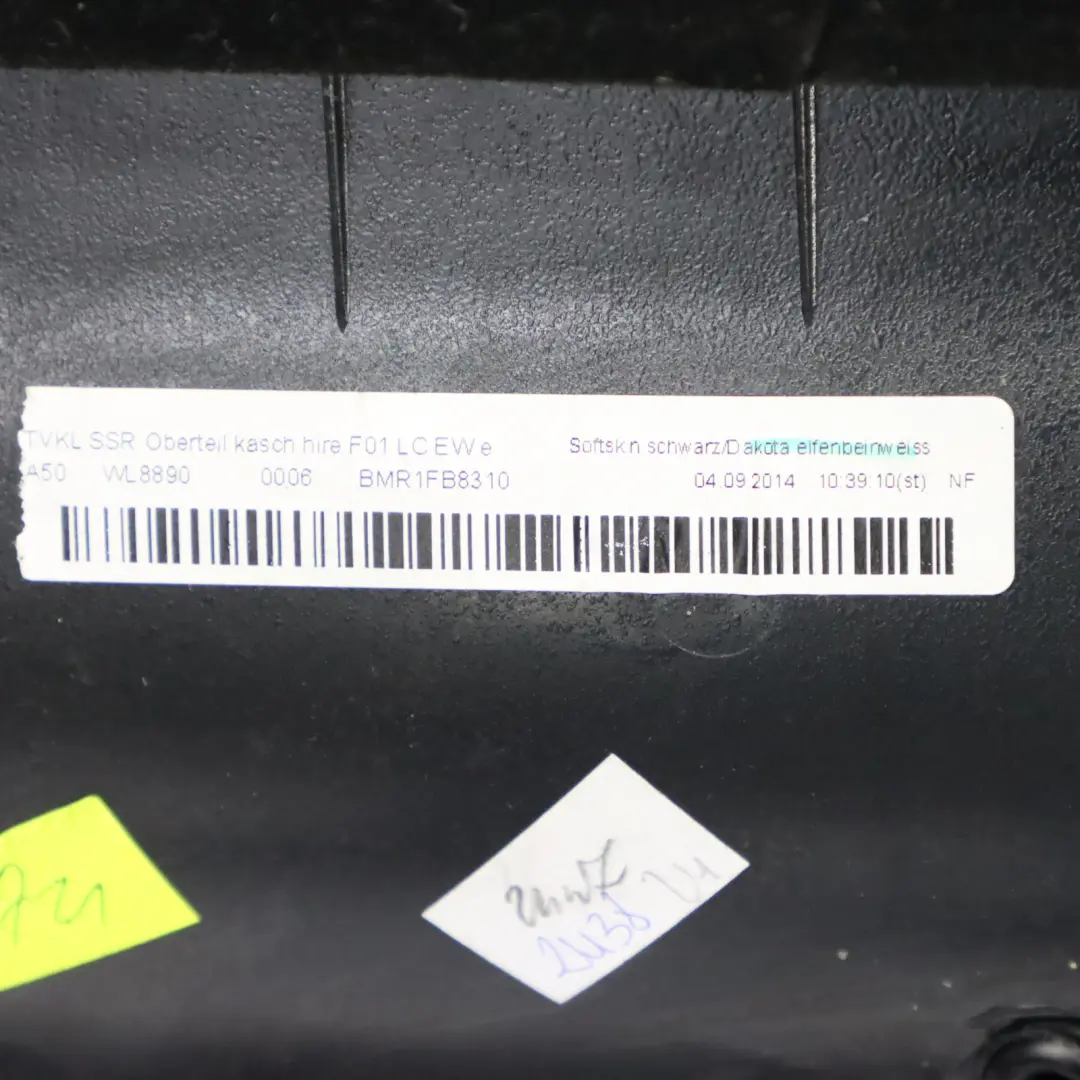 TVKL SSR Oberteil kasch hire F01 LC EW e Softskin schwarz/Dakota elfenbeinweiss
A50 WL8890 0006 BMR1FB8310 04.09.2014 10:39:10(st) NF